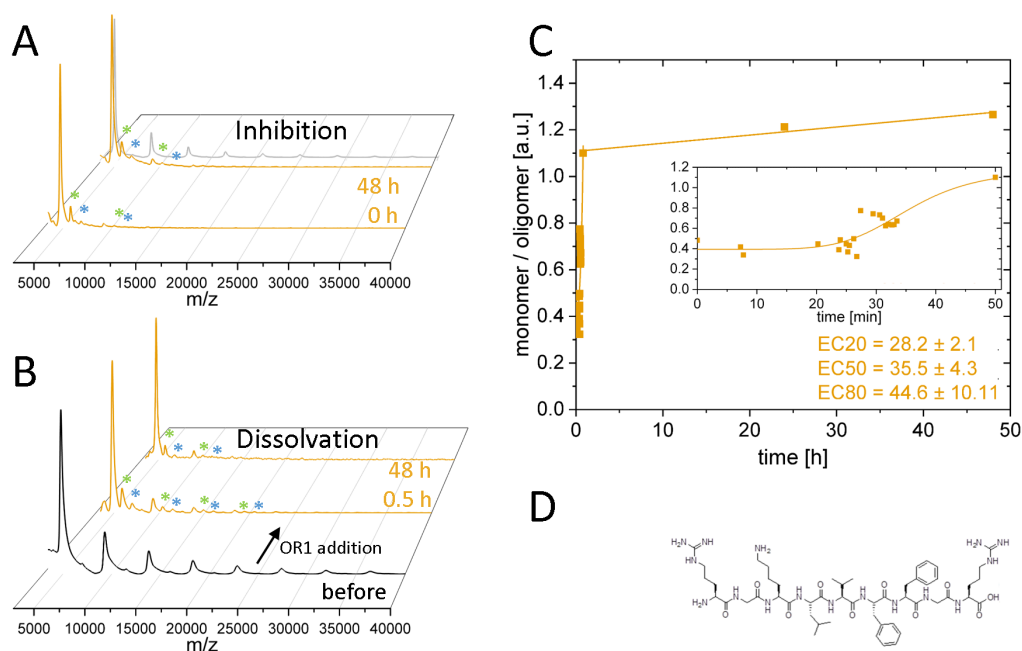 A
Inhibition
* * * *
48 h
0 h
* * * *
5000 10000 15000 20000 25000 30000 35000 40000
m/z
B
Dissolvation
* * * *
48 h
0.5 h
* * * * * * * *
OR1 addition
before
5000 10000 15000 20000 25000 30000 35000 40000
m/z
C
monomer / oligomer [a.u.]
1.4
1.2
1.0
0.8
0.6
0.4
0.2
0.0
0 10 20 30 40 50
time [h]
1.2
1.0
0.8
0.6
0.4
0.2
0.0
0 10 20 30 40 50
time [min]
EC20 = 28.2 ± 2.1
EC50 = 35.5 ± 4.3
EC80 = 44.6 ± 10.11
D
H2N NH
HN
NH2
H2N NH
NH
H2N
O
N
H
OH